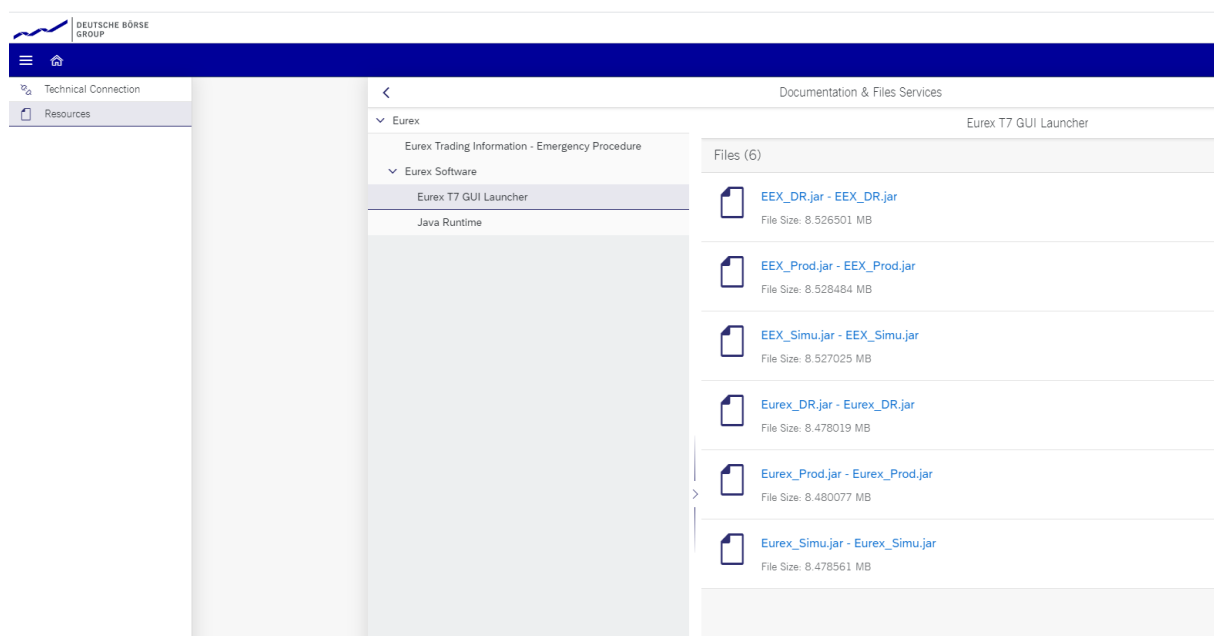 DEUTSCHE BÖRSE
GROUP
Technical Connection
Resources
Documentation & Files Services
Eurex
Eurex Trading Information - Emergency Procedure
Eurex Software
Eurex T7 GUI Launcher
Java Runtime
Eurex T7 GUI Launcher
Files (6)
EEX_DR.jar - EEX_DR.jar
File Size: 8.526501 MB
EEX_Prod.jar - EEX_Prod.jar
File Size: 8.528484 MB
EEX_Simu.jar - EEX_Simu.jar
File Size: 8.527025 MB
Eurex_DR.jar - Eurex_DR.jar
File Size: 8.478019 MB
Eurex_Prod.jar - Eurex_Prod.jar
File Size: 8.480077 MB
Eurex_Simu.jar - Eurex_Simu.jar
File Size: 8.478561 MB